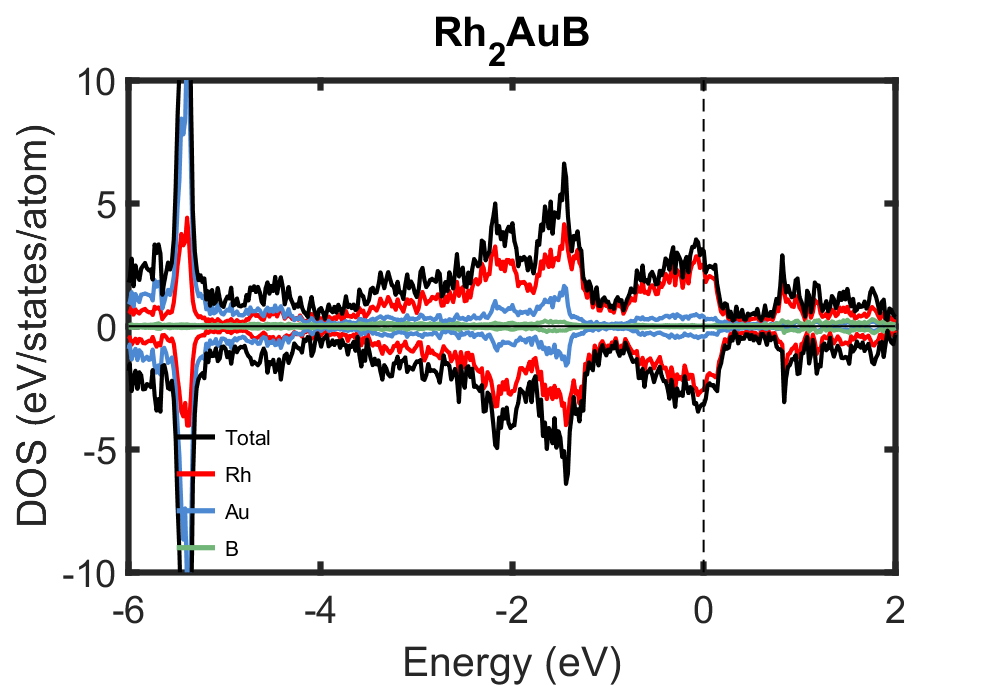 Rh₂AuB
DOS (eV/states/atom)
10
5
0
-5
-10
Total
Rh
Au
B
-6 -4 -2 0 2
Energy (eV)